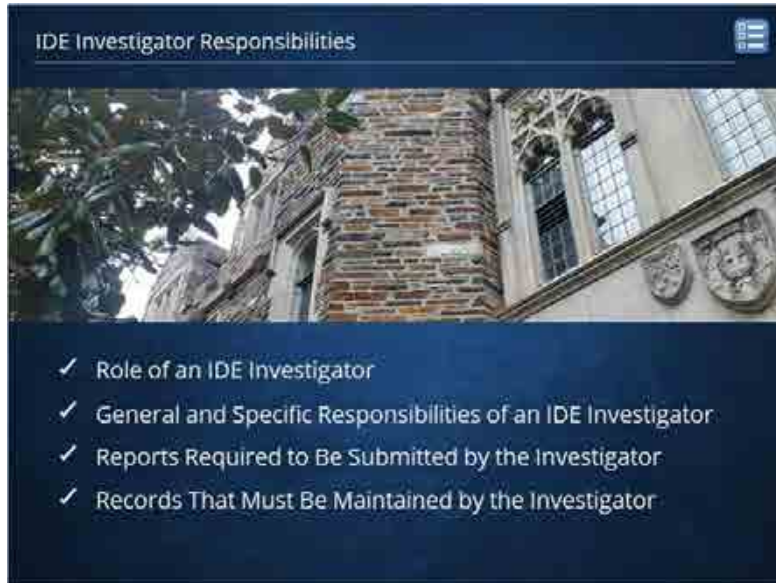 IDE Investigator Responsibilities
Role of an IDE Investigator
General and Specific Responsibilities of an IDE Investigator
Reports Required to Be Submitted by the Investigator
Records That Must Be Maintained by the Investigator